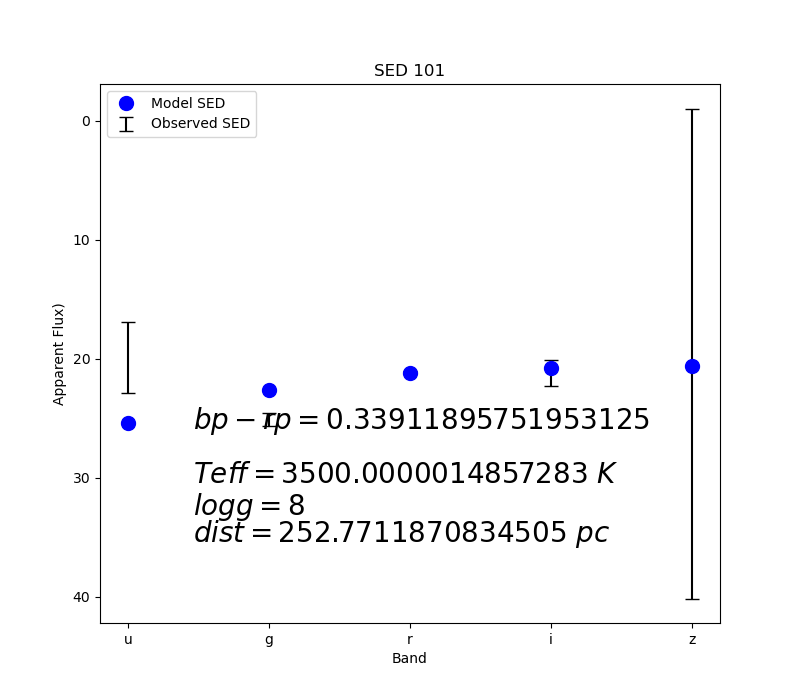 SED 101
Model SED
Observed SED
0
10
20
30
40
Apparent Flux)
bp − rp = 0.33911895751953125
Teff = 3500.0000014857283 K
logg = 8
dist = 252.7711870834505 pc
u g r i z
Band